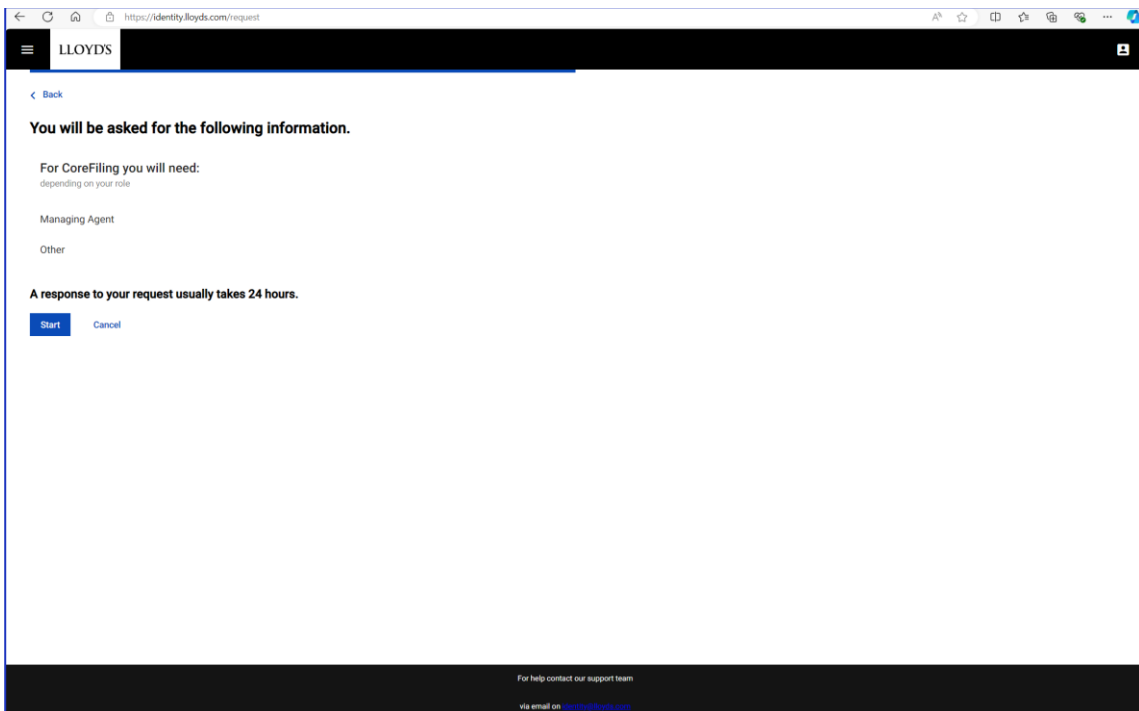 https://identity.lloyds.com/request
LLOYD'S
Back
You will be asked for the following information.
For CoreFiling you will need:
depending on your role
Managing Agent
Other
A response to your request usually takes 24 hours.
Start Cancel
For help contact our support team
via email on